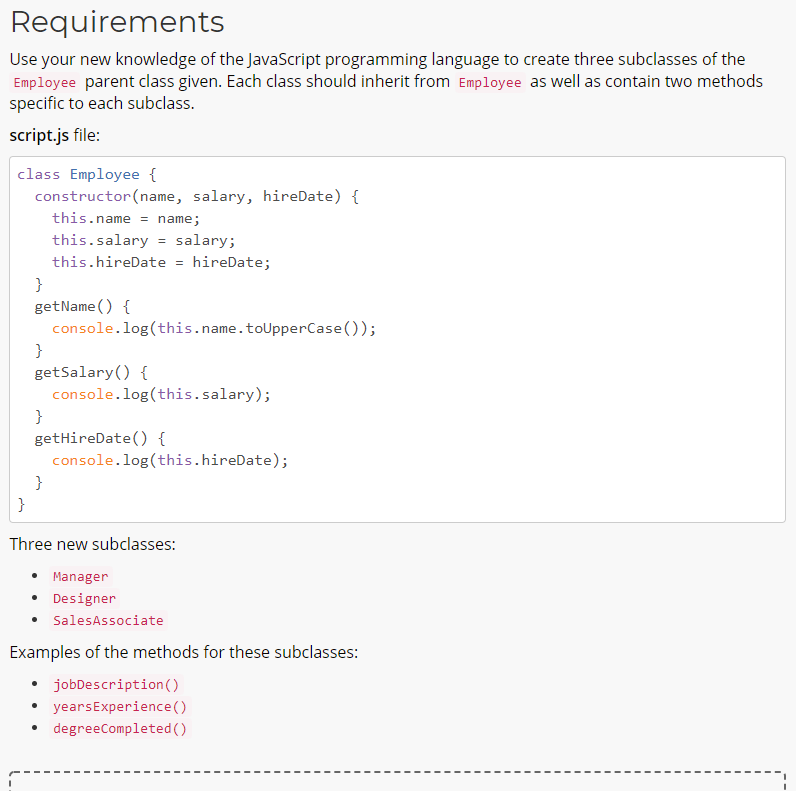 Requirements
Use your new knowledge of the JavaScript programming language to create three subclasses of the
Employee parent class given. Each class should inherit from Employee as well as contain two methods
specific to each subclass.
script.js file:
class Employee {
  constructor(name, salary, hireDate) {
    this.name = name;
    this.salary = salary;
    this.hireDate = hireDate;
  }
  getName() {
    console.log(this.name.toUpperCase());
  }
  getSalary() {
    console.log(this.salary);
  }
  getHireDate() {
    console.log(this.hireDate);
  }
}
Three new subclasses:
• Manager
• Designer
• SalesAssociate
Examples of the methods for these subclasses:
• jobDescription()
• yearsExperience()
• degreeCompleted()